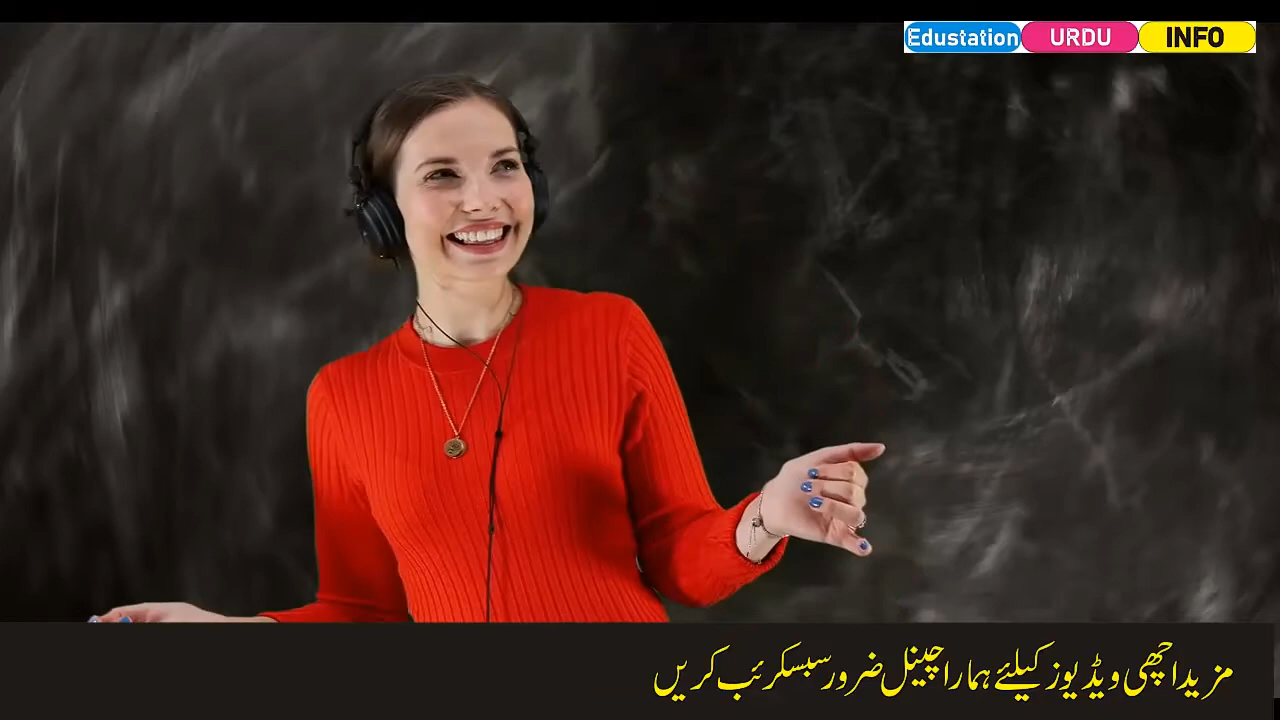 Edustation URDU INFO
مزید اچھی ویڈیوز کیلئے ہمارا چینل ضرور سبسکرائب کریں